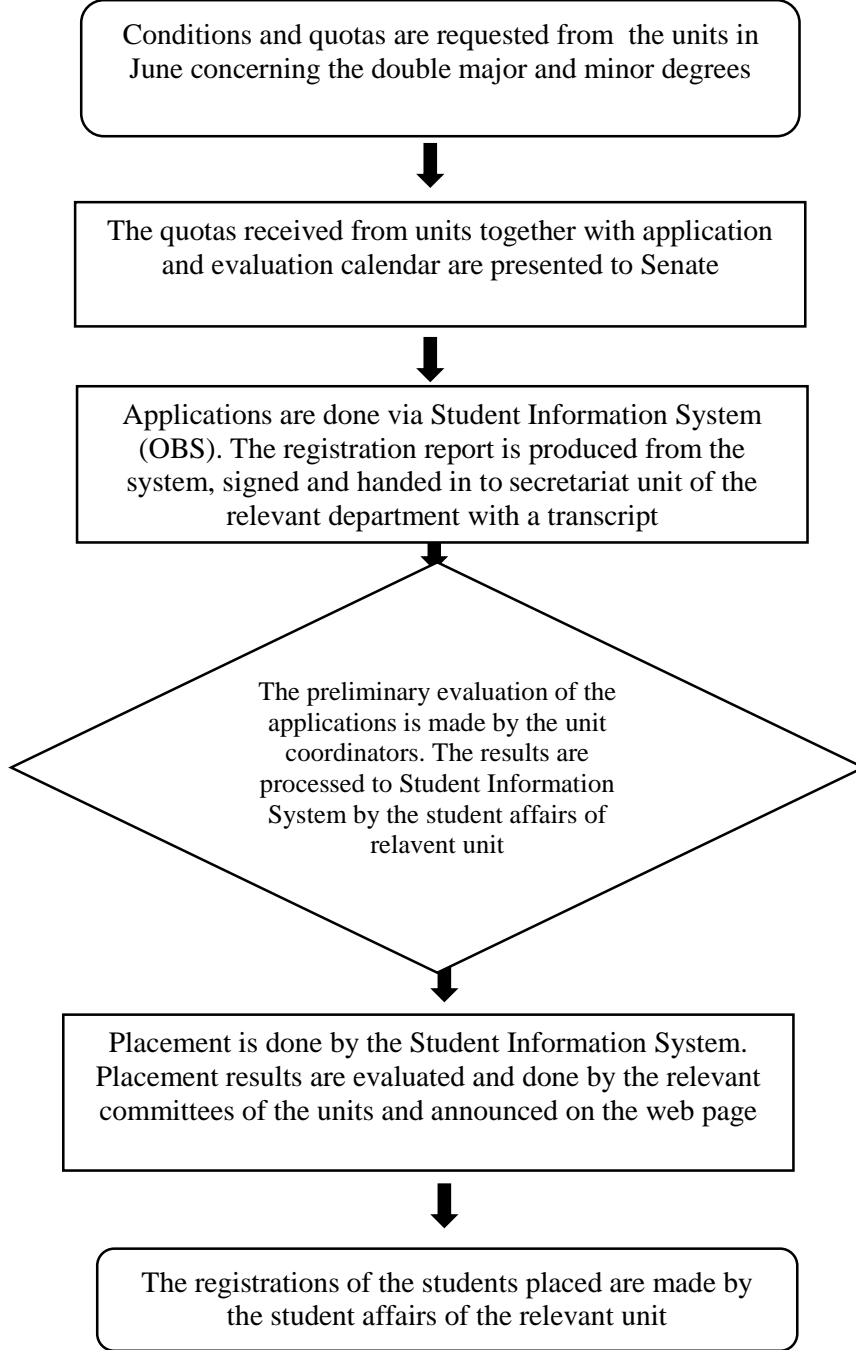 Conditions and quotas are requested from  the units in
June concerning the double major and minor degrees
The quotas received from units together with application
and evaluation calendar are presented to Senate
Applications are done via Student Information System
(OBS). The registration report is produced from the
system, signed and handed in to secretariat unit of the
relevant department with a transcript
The preliminary evaluation of the
applications is made by the unit
coordinators. The results are
processed to Student Information
System by the student affairs of
relavent unit
Placement is done by the Student Information System.
Placement results are evaluated and done by the relevant
committees of the units and announced on the web page
The registrations of the students placed are made by
the student affairs of the relevant unit